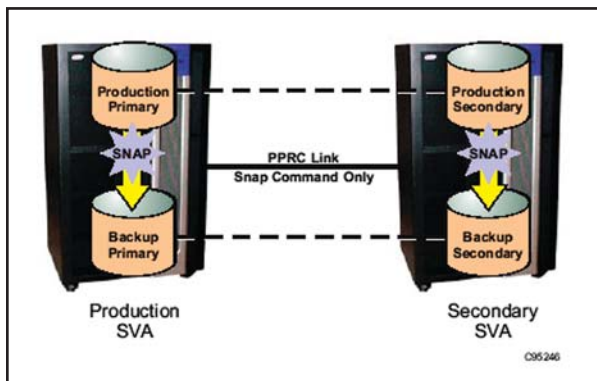 Production
Primary
SNAP
Backup
Primary
PPRC Link
Snap Command Only
Production
Secondary
SNAP
Backup
Secondary
Production
SVA
Secondary
SVA
C95246